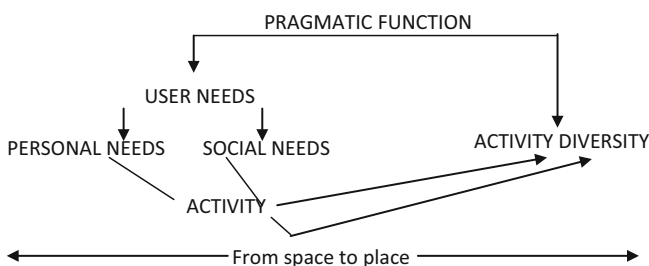 PRAGMATIC FUNCTION
USER NEEDS
PERSONAL NEEDS SOCIAL NEEDS ACTIVITY DIVERSITY
ACTIVITY
From space to place